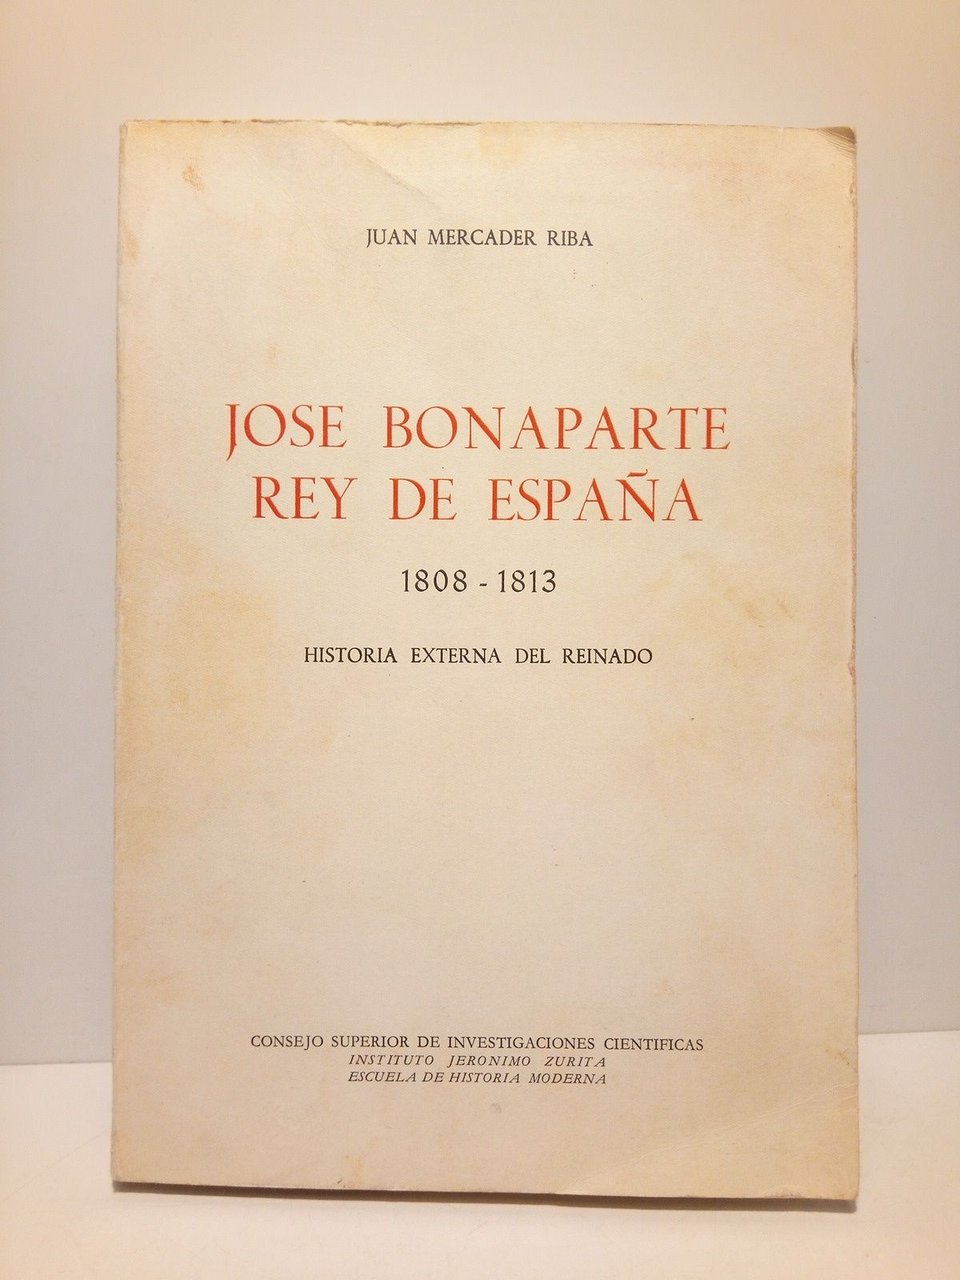 JUAN MERCADER RIBA
JOSE BONAPARTE
REY DE ESPAÑA
1808 - 1813
HISTORIA EXTERNA DEL REINADO
CONSEJO SUPERIOR DE INVESTIGACIONES CIENTIFICAS
INSTITUTO JERONIMO ZURITA
ESCUELA DE HISTORIA MODERNA